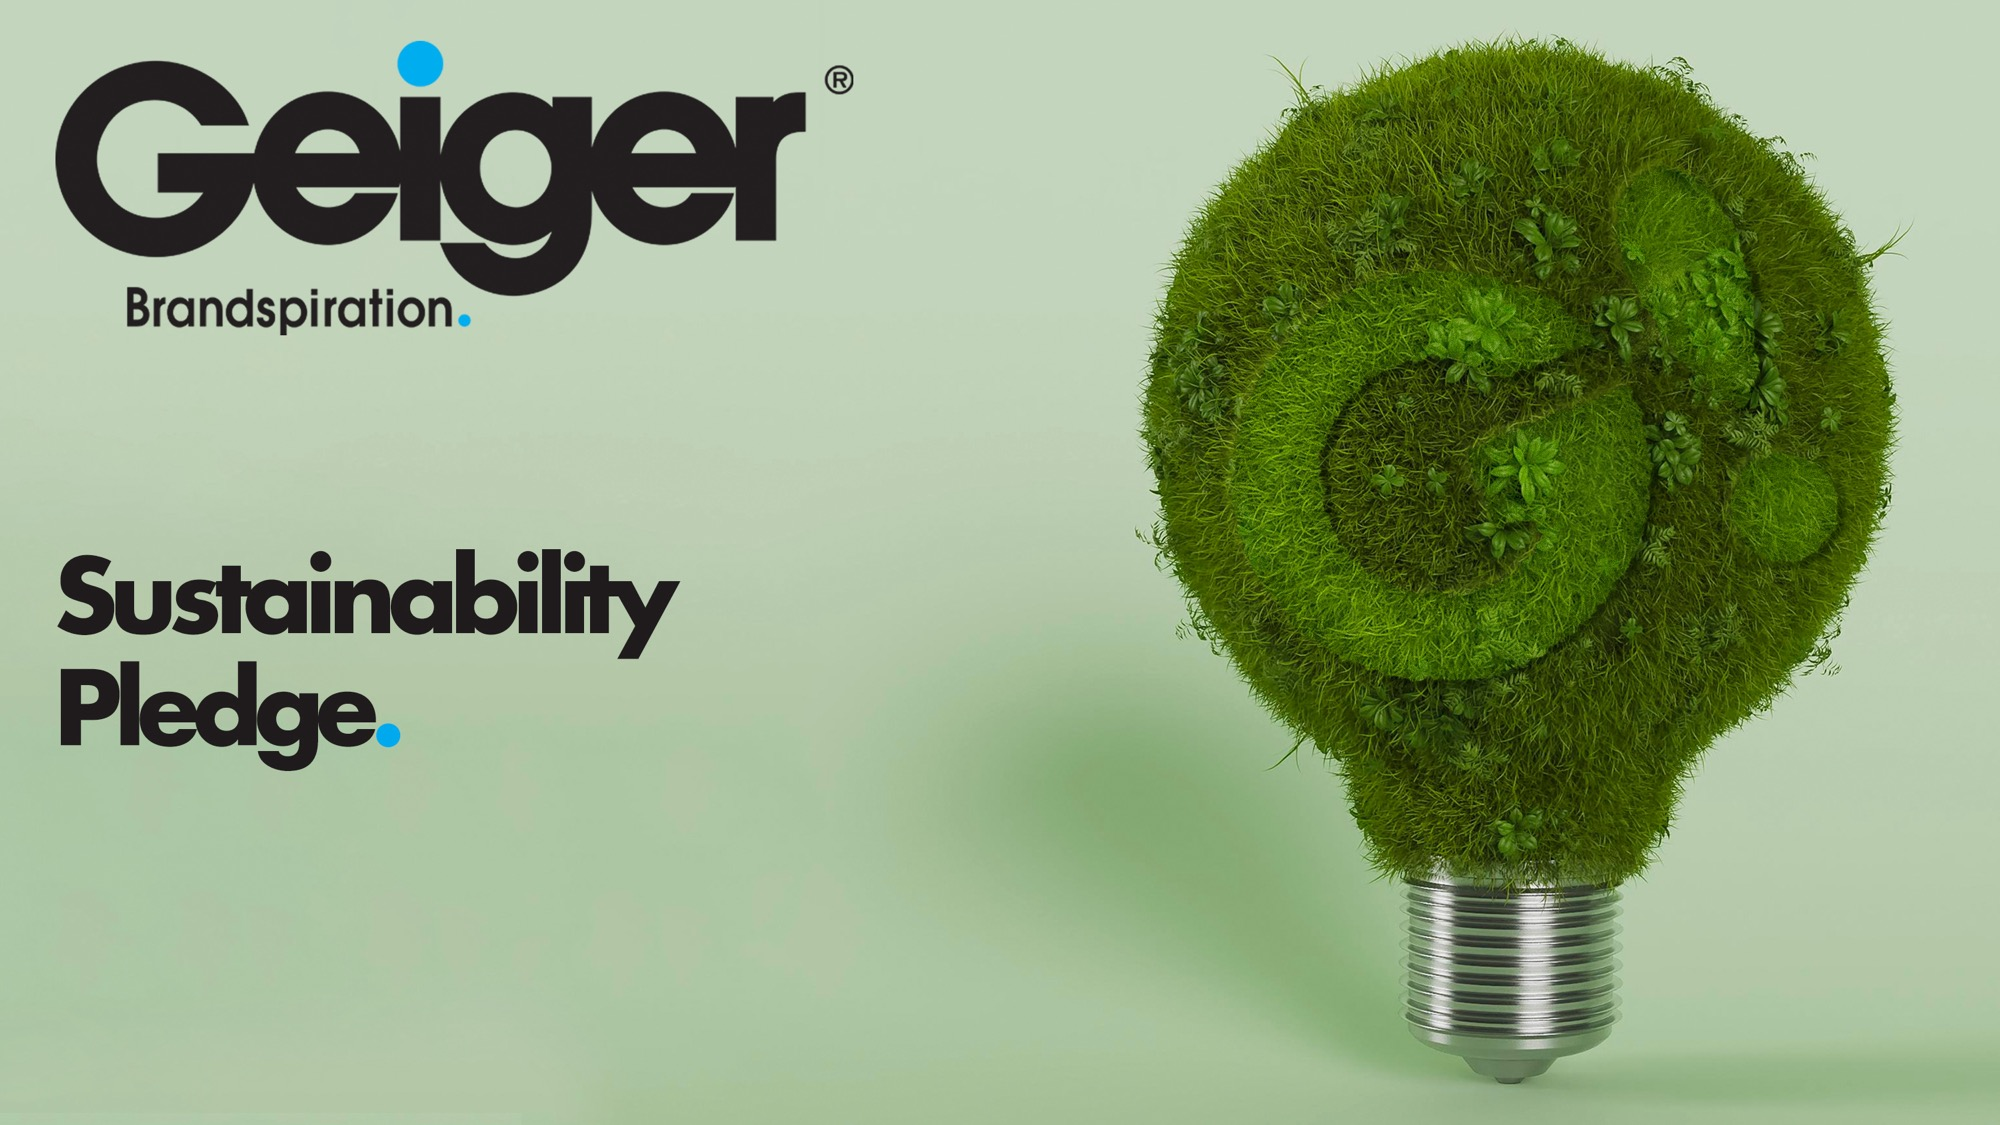 Geiger®
Brandspiration.
Sustainability
Pledge.